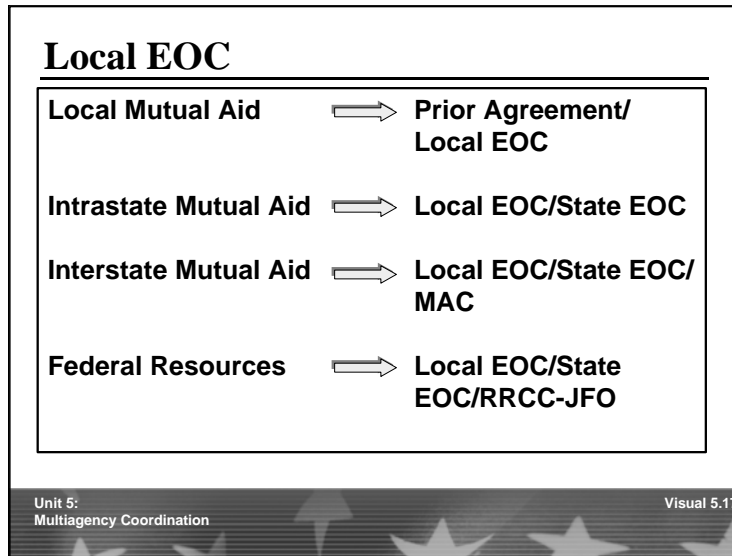 Local EOC
Local Mutual Aid Prior Agreement/
Local EOC
Intrastate Mutual Aid Local EOC/State EOC
Interstate Mutual Aid Local EOC/State EOC/
MAC
Federal Resources Local EOC/State
EOC/RRCC-JFO
Unit 5: Visual 5.17
Multiagency Coordination